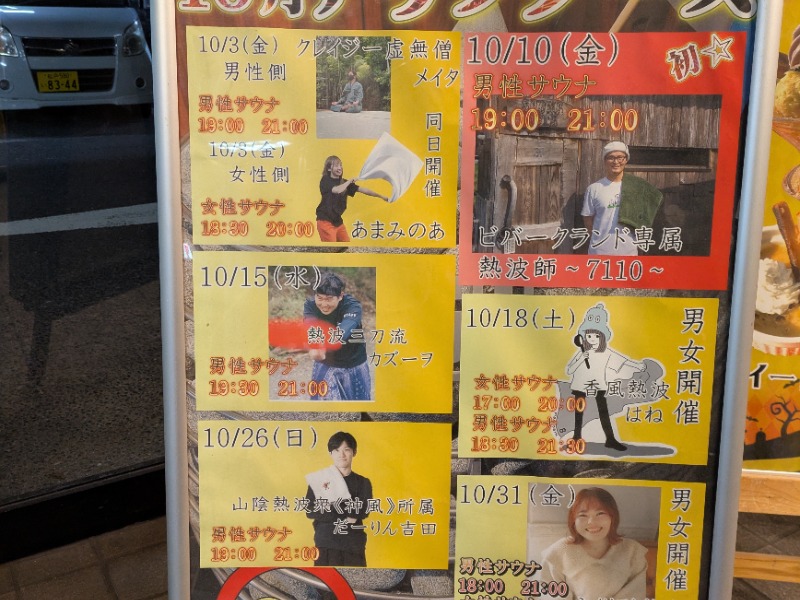 10月アウフグース
10/3(金) クレイジー虚無僧
男性側
メイタ
男性サウナ
19:00 21:00
同日開催
10/3(金)
女性側
女性サウナ
18:30 20:00
あまみのあ
10/10(金)
初☆
男性サウナ
19:00 21:00
ビバークランド専属
熱波師~7110~
10/15(水)
熱波三刀流
カズーヲ
男性サウナ
19:30 21:00
10/18(土)
男女開催
女性サウナ
17:00 20:00
香風熱波
はね
男性サウナ
18:30 21:30
10/26(日)
山陰熱波衆《神風》所属
だーりん吉田
男性サウナ
19:00 21:00
10/31(金)
男女開催
男性サウナ
18:00 21:00
83-44
イー